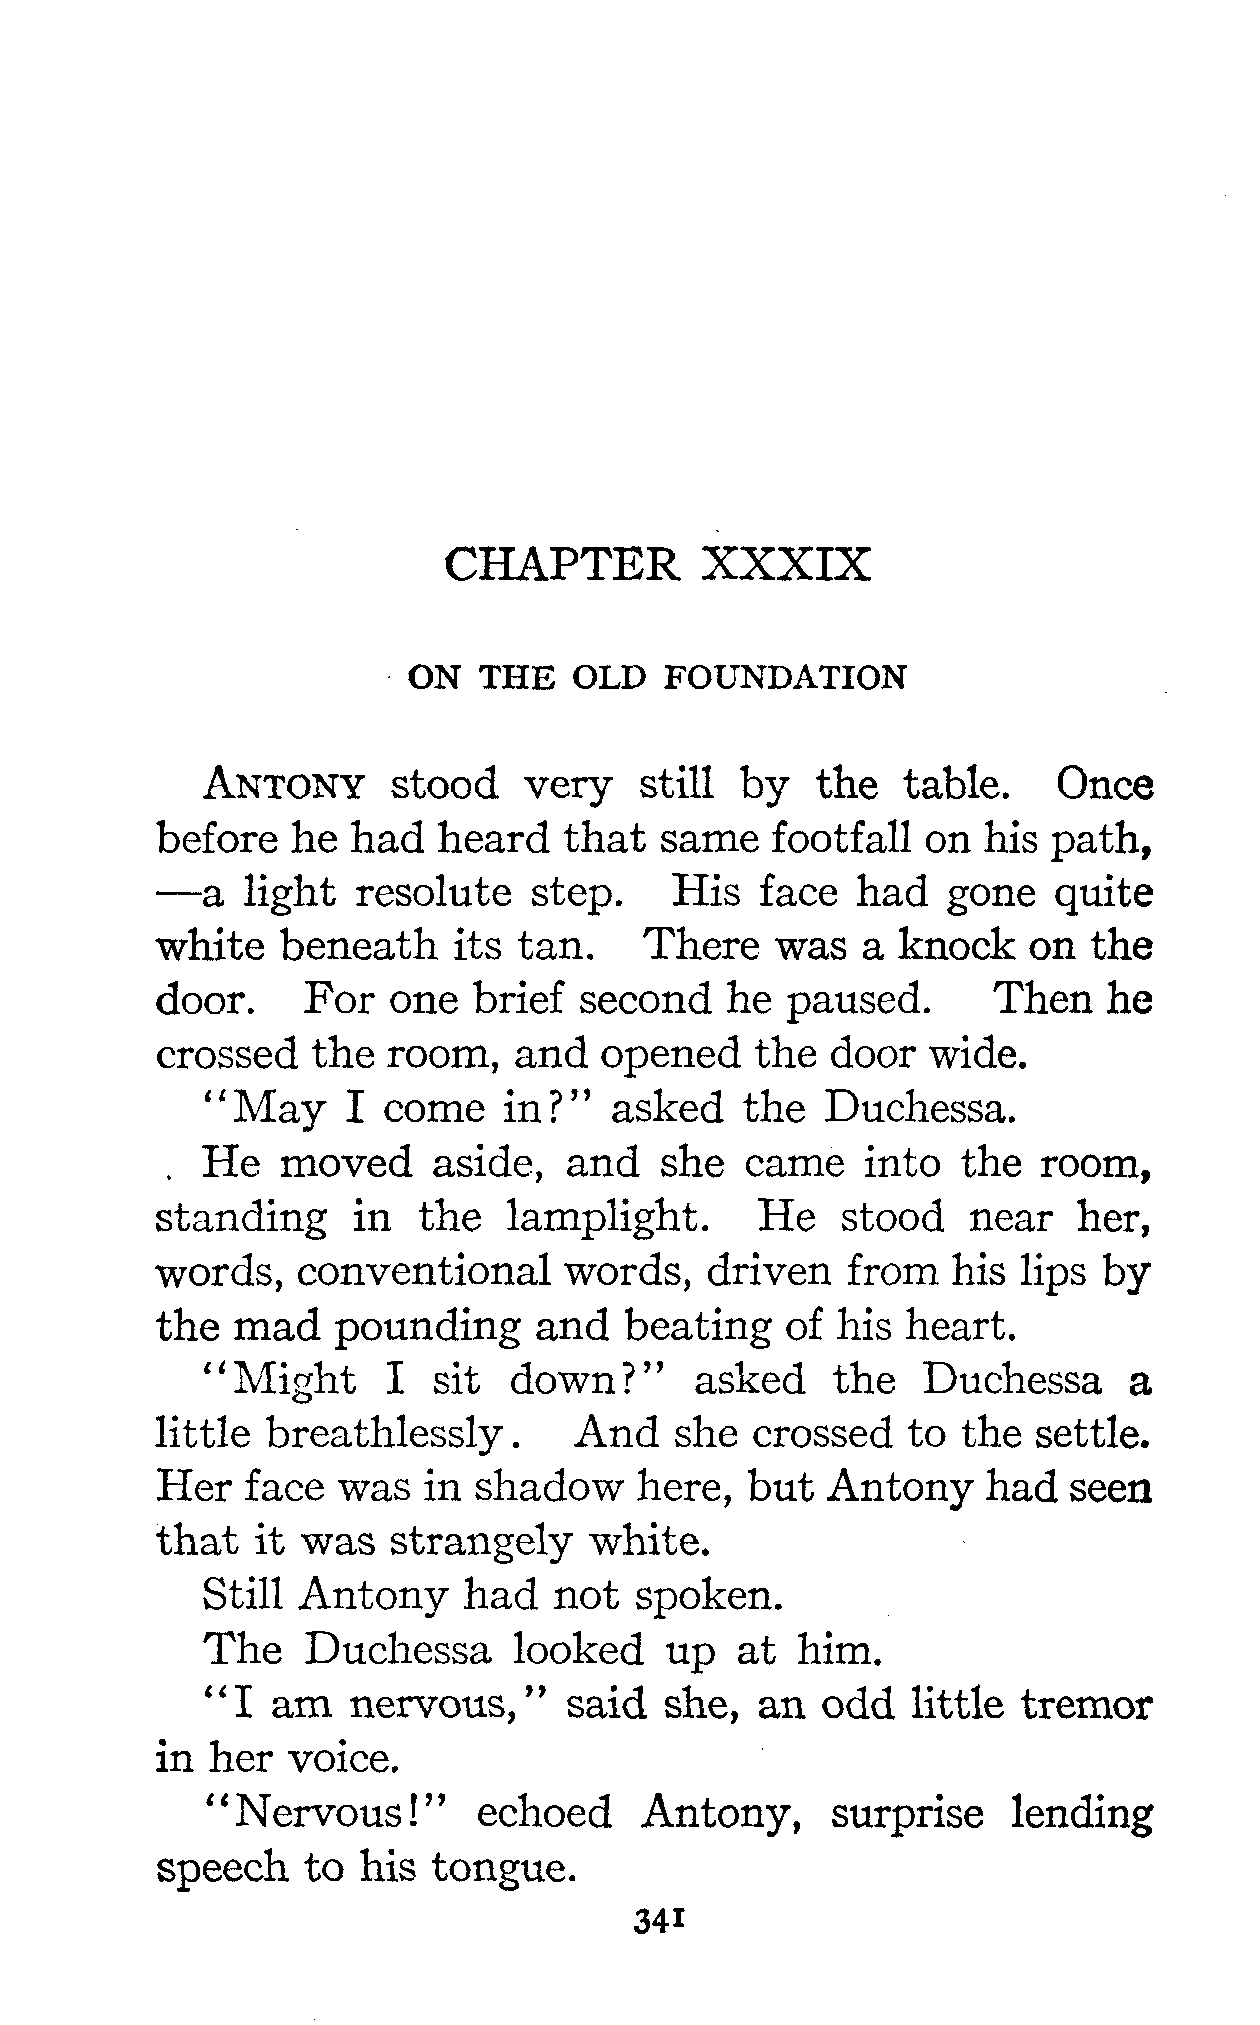 CHAPTER XXXIX
ON THE OLD FOUNDATION
ANTONY stood very still by the table. Once
before he had heard that same footfall on his path,
—a light resolute step. His face had gone quite
white beneath its tan. There was a knock on the
door. For one brief second he paused. Then he
crossed the room, and opened the door wide.
"May I come in?" asked the Duchessa.
He moved aside, and she came into the room,
standing in the lamplight. He stood near her,
words, conventional words, driven from his lips by
the mad pounding and beating of his heart.
"Might I sit down?" asked the Duchessa a
little breathlessly. And she crossed to the settle.
Her face was in shadow here, but Antony had seen
that it was strangely white.
Still Antony had not spoken.
The Duchessa looked up at him.
"I am nervous," said she, an odd little tremor
in her voice.
"Nervous!" echoed Antony, surprise lending
speech to his tongue.
341